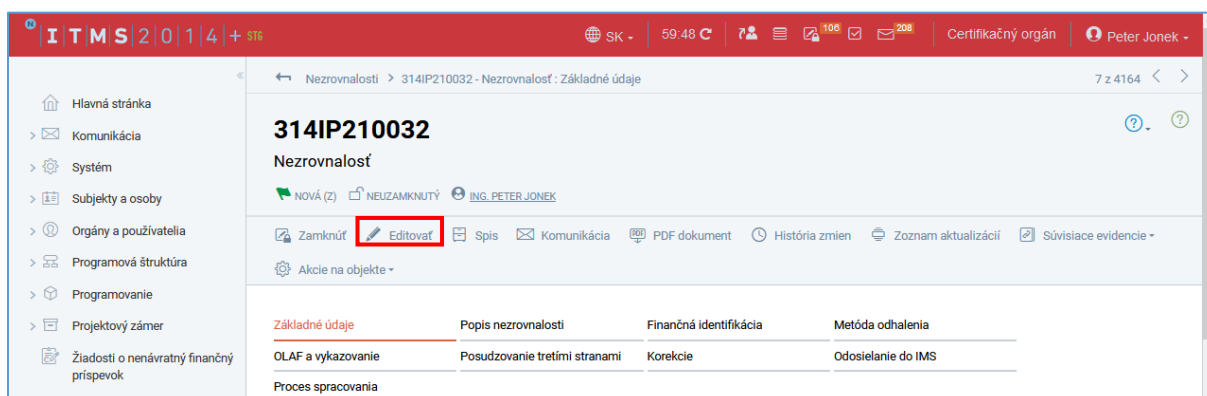 N ITMS2014+ STG SK 59:48 106 208 Certifikačný orgán Peter Jonek
Nezrovnalosti > 314IP210032 - Nezrovnalosť : Základné údaje 7 z 4164
Hlavná stránka
Komunikácia
Systém
Subjekty a osoby
Orgány a používatelia
Programová štruktúra
Programovanie
Projektový zámer
Žiadosti o nenávratný finančný
príspevok
314IP210032
Nezrovnalosť
NOVÁ (Z) NEUZAMKNUTÝ ING. PETER JONEK
Zamknúť Editovať Spis Komunikácia PDF dokument História zmien Zoznam aktualizácií Súvisiace evidencie
Akcie na objekte
Základné údaje Popis nezrovnalosti Finančná identifikácia Metóda odhalenia
OLAF a vykazovanie Posudzovanie tretími stranami Korekcie Odosielanie do IMS
Proces spracovania